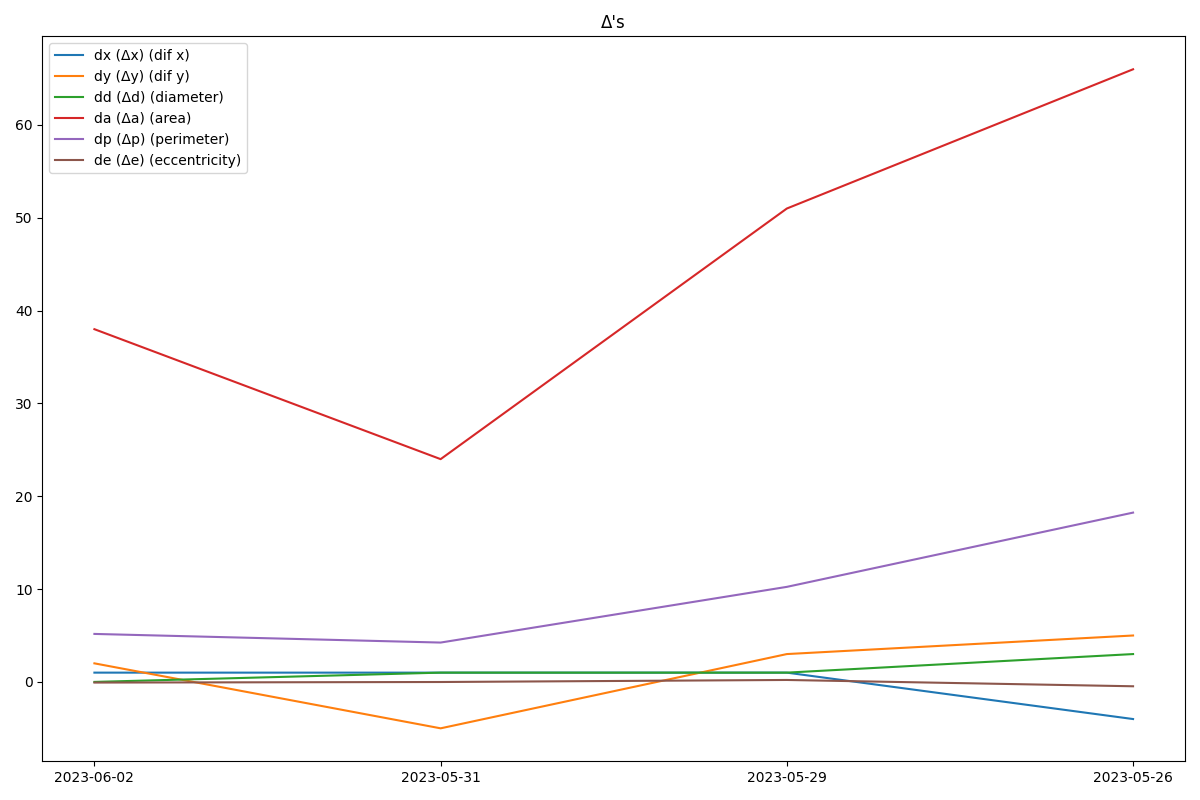 Δ's
dx (Δx) (dif x)
dy (Δy) (dif y)
dd (Δd) (diameter)
da (Δa) (area)
dp (Δp) (perimeter)
de (Δe) (eccentricity)
60
50
40
30
20
10
0
2023-06-02 2023-05-31 2023-05-29 2023-05-26